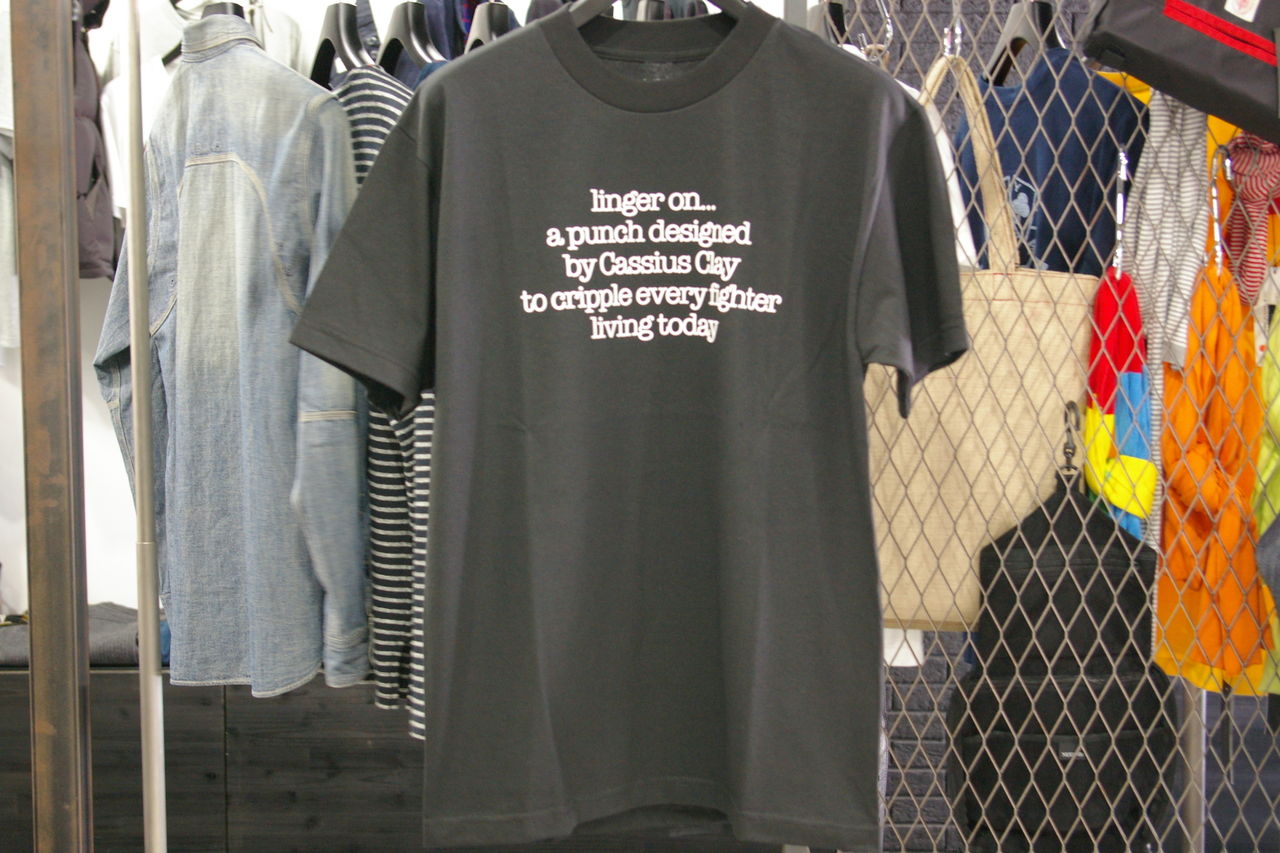 linger on...
a punch designed
by Cassius Clay
to cripple every fighter
living today